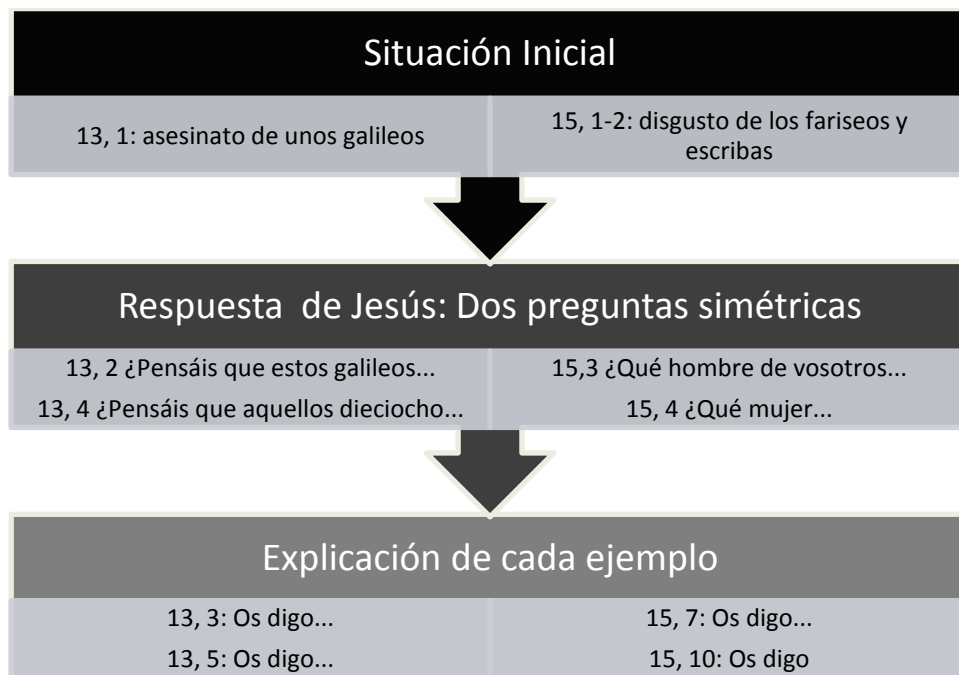 Situación Inicial
13, 1: asesinato de unos galileos
15, 1-2: disgusto de los fariseos y
escribas
Respuesta de Jesús: Dos preguntas simétricas
13, 2 ¿Pensáis que estos galileos...
13, 4 ¿Pensáis que aquellos dieciocho...
15,3 ¿Qué hombre de vosotros...
15, 4 ¿Qué mujer...
Explicación de cada ejemplo
13, 3: Os digo...
13, 5: Os digo...
15, 7: Os digo...
15, 10: Os digo